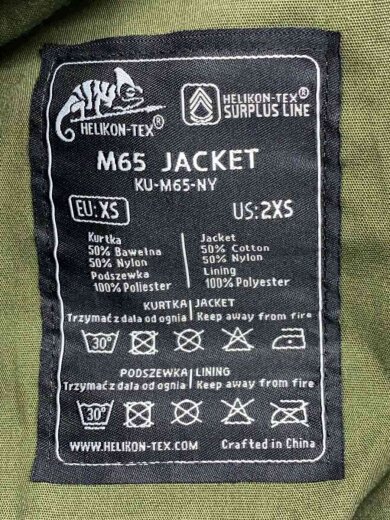 HELIKON-TEX®
HELIKON-TEX®
SURPLUS LINE
M65 JACKET
KU-M65-NY
EU:XS US:2XS
Kurtka
50% Bawełna
50% Nylon
Podszewka
100% Poliester
Jacket
50% Cotton
50% Nylon
Lining
100% Polyester
KURTKA JACKET
Trzymać z dala od ognia Keep away from fire
30°
PODSZEWKA LINING
Trzymać z dala od ognia Keep away from fire
30°
WWW.HELIKON-TEX.COM Crafted in China